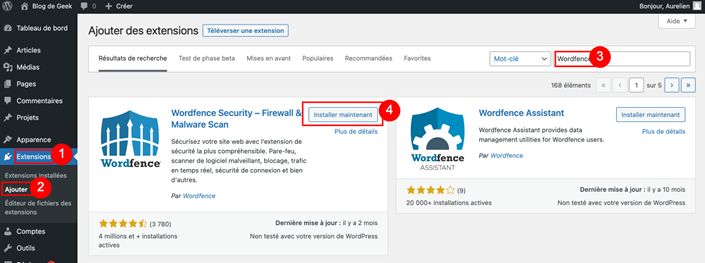 Blog de Geek
0
Créer
Bonjour, Aurelien
Tableau de bord
Articles
Médias
Pages
Commentaires
Projets
Apparence
Extensions
1
Extensions installées
Ajouter
2
Éditeur de fichiers des
extensions
Comptes
Outils
Ajouter des extensions
Téléverser une extension
Aide
Résultats de recherche
Test de phase beta
Mises en avant
Populaires
Recommandées
Favorites
Mot-clé
Wordfence
3
168 éléments
«
‹
1
sur 5
›
»
Wordfence Security – Firewall &
Malware Scan
Installer maintenant
4
Plus de détails
Sécurisez votre site web avec l'extension de
sécurité la plus compréhensible. Pare-feu,
scanner de logiciel malveillant, blocage, trafic
en temps réel, sécurité de connexion et bien
d'autres.
Par Wordfence
Wordfence
(3 780)
4 millions et + installations
actives
Dernière mise à jour : il y a 2 mois
Non testé avec votre version de WordPress
Wordfence Assistant
Installer maintenant
Plus de détails
Wordfence Assistant provides data
management utilities for Wordfence users.
Par Wordfence
Wordfence
ASSISTANT
(9)
20 000+ installations actives
Dernière mise à jour : il y a 10 mois
Non testé avec votre version de WordPress